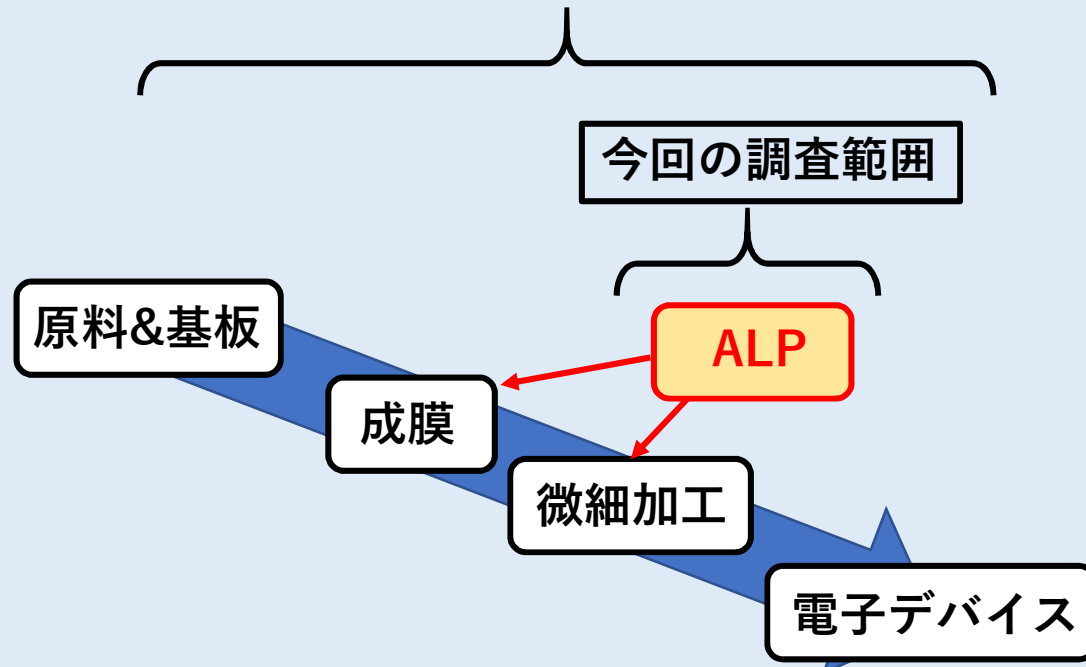 今回の調査範囲
原料&基板
ALP
成膜
微細加工
電子デバイス